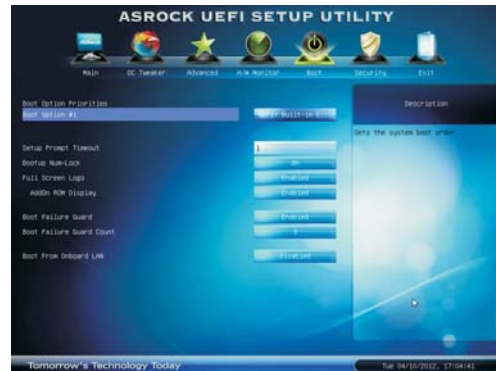 ASROCK UEFI SETUP UTILITY
Main OC Tweaker Advanced H/W Monitor Boot Security Exit
Boot Option Priorities
Boot Option #1
Description
Sets the system boot order.
Setup Prompt Timeout 1
Bootup Num-Lock On
Full Screen Logo Enabled
AddOn ROM Display Enabled
Boot Failure Guard Enabled
Boot Failure Guard Count 3
Boot From Onboard LAN Disabled
Tomorrow's Technology Today
Tue 04/10/2012, 17:04:41